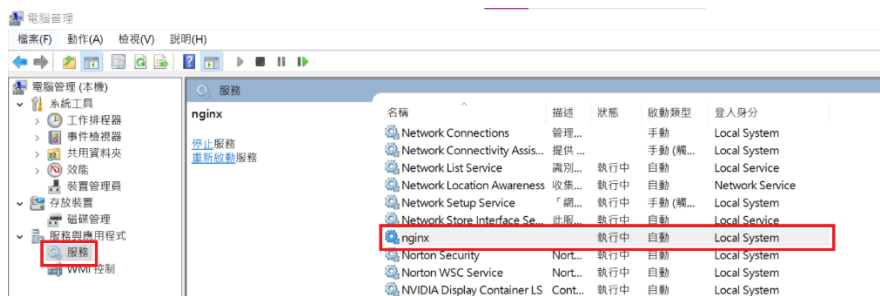 電腦管理
檔案(F) 動作(A) 檢視(V) 說明(H)
電腦管理 (本機)
系統工具
工作排程器
事件檢視器
共用資料夾
效能
裝置管理員
存放裝置
磁碟管理
服務與應用程式
服務
WMI 控制
服務
nginx
停止服務
重新啟動服務
名稱 描述 狀態 啟動類型 登入身分
Network Connections 管理... 手動 Local System
Network Connectivity Assis... 提供 ... 手動 (觸... Local System
Network List Service 識別... 執行中 自動 Local Service
Network Location Awareness 收集... 執行中 自動 Network Service
Network Setup Service 「網... 執行中 手動 (觸... Local System
Network Store Interface Se... 此服... 執行中 自動 Local Service
nginx 執行中 自動 Local System
Norton Security Nort... 執行中 自動 Local System
Norton WSC Service Nort... 執行中 自動 Local System
NVIDIA Display Container LS Cont... 執行中 自動 Local System